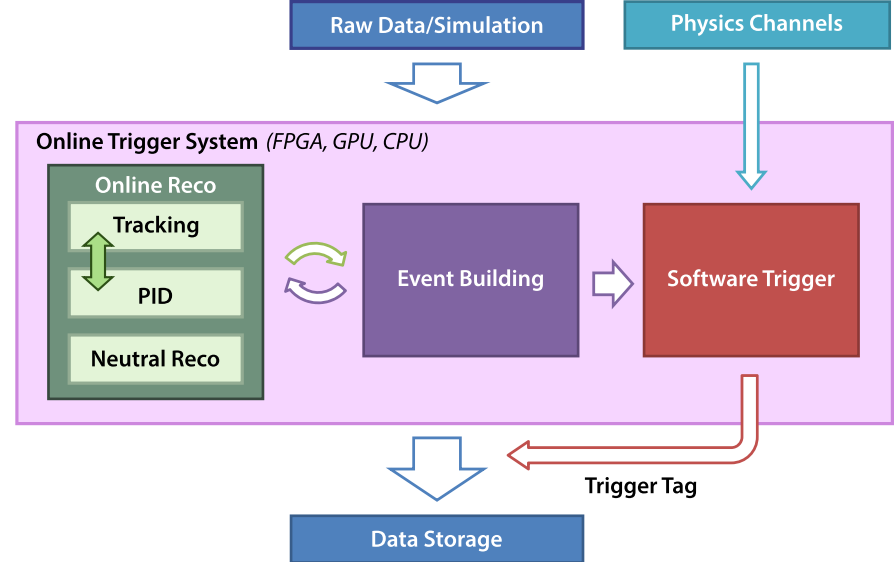 Raw Data/Simulation
Physics Channels
Online Trigger System (FPGA, GPU, CPU)
Online Reco
Tracking
PID
Neutral Reco
Event Building
Software Trigger
Trigger Tag
Data Storage